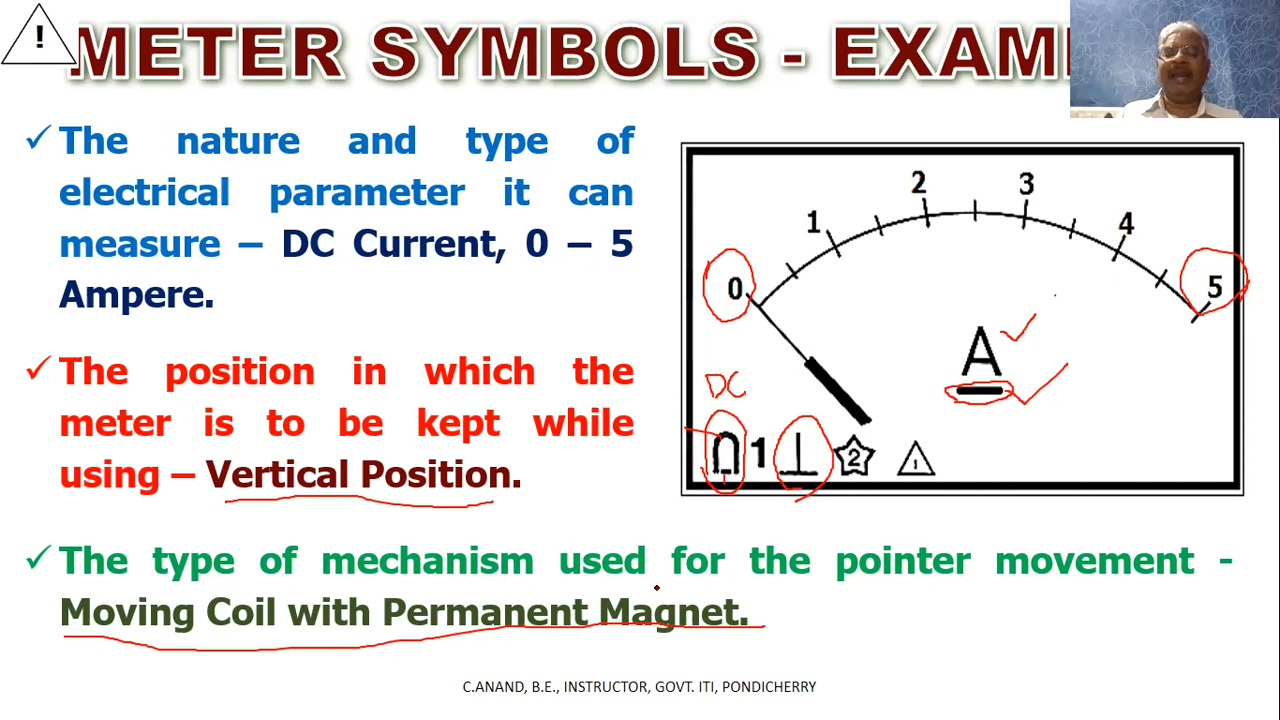 !
METER SYMBOLS - EXAM
✓ The nature and type of
electrical parameter it can
measure – DC Current, 0 – 5
Ampere.
✓ The position in which the
meter is to be kept while
using – Vertical Position.
✓ The type of mechanism used for the pointer movement -
Moving Coil with Permanent Magnet.
0 1 2 3 4 5
A
DC
1 2 1
C.ANAND, B.E., INSTRUCTOR, GOVT. ITI, PONDICHERRY